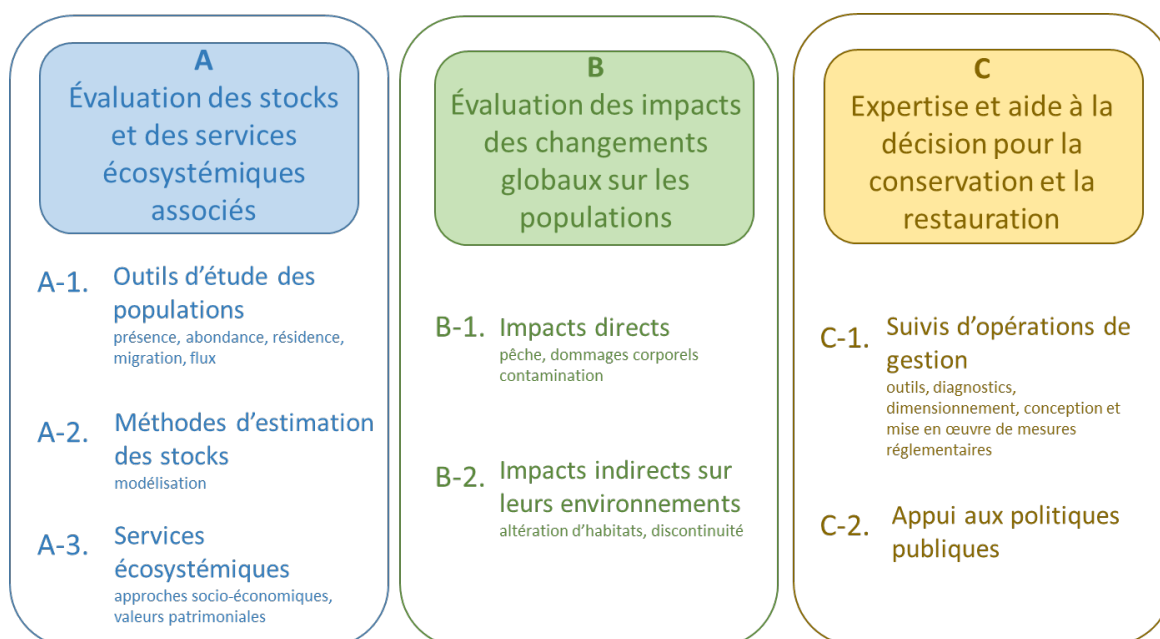 A
Évaluation des stocks
et des services
écosystémiques
associés
A-1. Outils d'étude des
populations
présence, abondance, résidence,
migration, flux
A-2. Méthodes d'estimation
des stocks
modélisation
A-3. Services
écosystémiques
approches socio-économiques,
valeurs patrimoniales
B
Évaluation des impacts
des changements
globaux sur les
populations
B-1. Impacts directs
pêche, dommages corporels
contamination
B-2. Impacts indirects sur
leurs environnements
altération d'habitats, discontinuité
C
Expertise et aide à la
décision pour la
conservation et la
restauration
C-1. Suivis d'opérations de
gestion
outils, diagnostics,
dimensionnement, conception et
mise en œuvre de mesures
réglementaires
C-2. Appui aux politiques
publiques